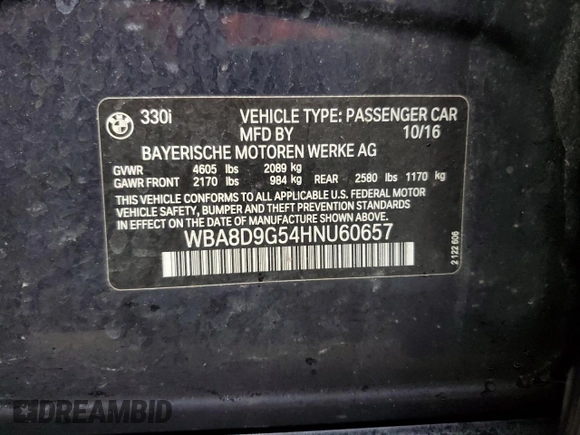 330i VEHICLE TYPE: PASSENGER CAR
MFD BY 10/16
BAYERISCHE MOTOREN WERKE AG
GVWR 4605 lbs 2089 kg
GAWR FRONT 2170 lbs 984 kg REAR 2580 lbs 1170 kg
THIS VEHICLE CONFORMS TO ALL APPLICABLE U.S. FEDERAL MOTOR
VEHICLE SAFETY, BUMPER AND THEFT PREVENTION STANDARDS
IN EFFECT ON THE DATE OF MANUFACTURE SHOWN ABOVE.
WBA8D9G54HNU60657
2 122 606
DREAMBID